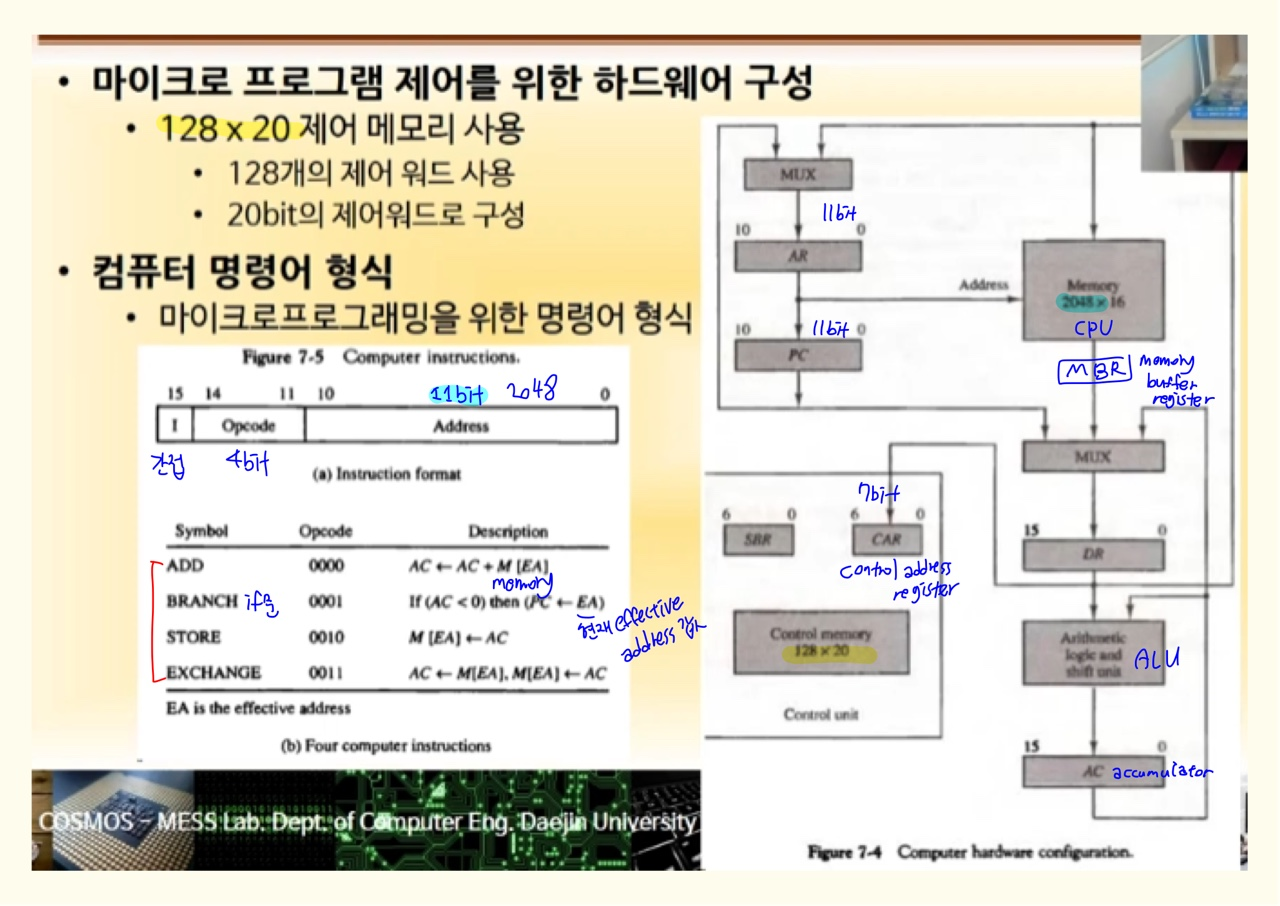 • 마이크로 프로그램 제어를 위한 하드웨어 구성
• 128 x 20 제어 메모리 사용
• 128개의 제어 워드 사용
• 20bit의 제어워드로 구성
• 컴퓨터 명령어 형식
• 마이크로프로그래밍을 위한 명령어 형식
Figure 7-5 Computer instructions.
15 14 11 10 11bit 2048 0
I Opcode Address
간접 4bit
(a) Instruction format
Symbol Opcode Description
ADD 0000 AC ← AC + M [EA]
memory
BRANCH if문 0001 If (AC < 0) then (PC ← EA)
현재 effective
address 값
STORE 0010 M [EA] ← AC
EXCHANGE 0011 AC ← M[EA], M[EA] ← AC
EA is the effective address
(b) Four computer instructions
COSMOS – MESS Lab. Dept. of Computer Eng. Daejin University
MUX
11bit
10 0
AR
Address
Memory
2048 × 16
CPU
10 11bit 0
PC
MBR memory
buffer
register
MUX
7bit
6 0 6 0
SBR CAR
control address
register
15 0
DR
Control memory
128 × 20
Control unit
Arithmetic
logic and
shift unit
ALU
15 0
AC accumulator
Figure 7-4 Computer hardware configuration.